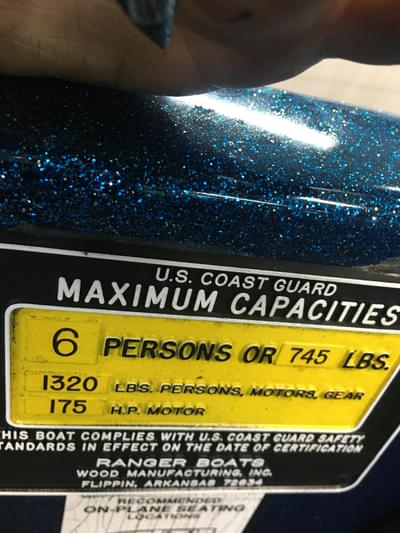 U.S. COAST GUARD
MAXIMUM CAPACITIES
6 PERSONS OR 745 LBS.
1320 LBS. PERSONS, MOTORS, GEAR
175 H.P. MOTOR
HIS BOAT COMPLIES WITH U.S. COAST GUARD SAFETY
TANDARDS IN EFFECT ON THE DATE OF CERTIFICATION
RANGER BOATS
WOOD MANUFACTURING, INC.
FLIPPIN, ARKANSAS 72634
RECOMMENDED
ON-PLANE SEATING
LOCATIONS